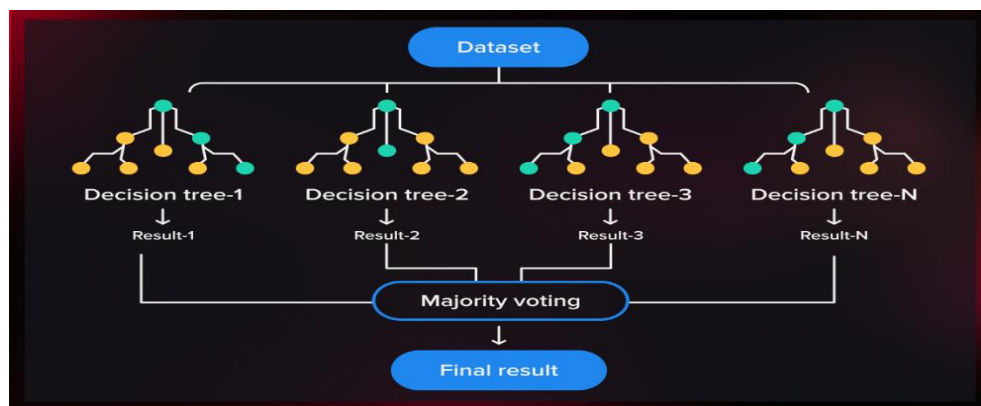 Dataset
Decision tree-1
Decision tree-2
Decision tree-3
Decision tree-N
Result-1
Result-2
Result-3
Result-N
Majority voting
Final result